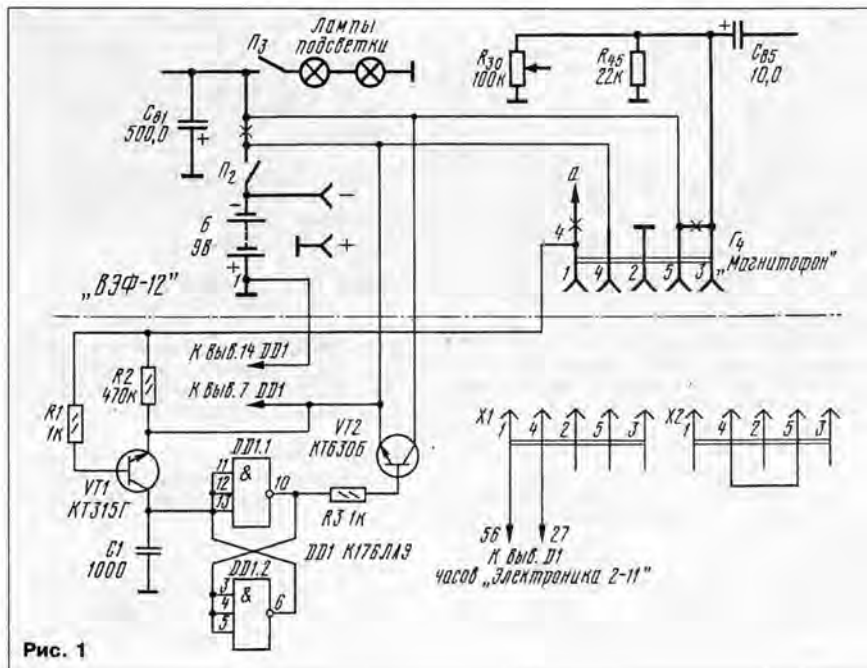 П3
Лампы
подсветки
R30
100К
R45
22К
+
C85
10,0
C81
500,0
+
П2
-
Б
9В
-
+
+
1
а
4
1 4 2 5 3
Г4
„Магнитофон"
„ВЭФ-12"
К выв.14 DD1
К выв.7 DD1
R1
1К
R2
470К
VT1
КТ315Г
C1
1000
DD1.1
&
11
12
13
10
VT2
КТ630Б
R3 1К
DD1 К176ЛА9
DD1.2
&
3
4
5
6
X1
1 4 2 5 3
X2
1 4 2 5 3
56 27
К выв. D1
часов „Электроника 2-11"
Рис. 1